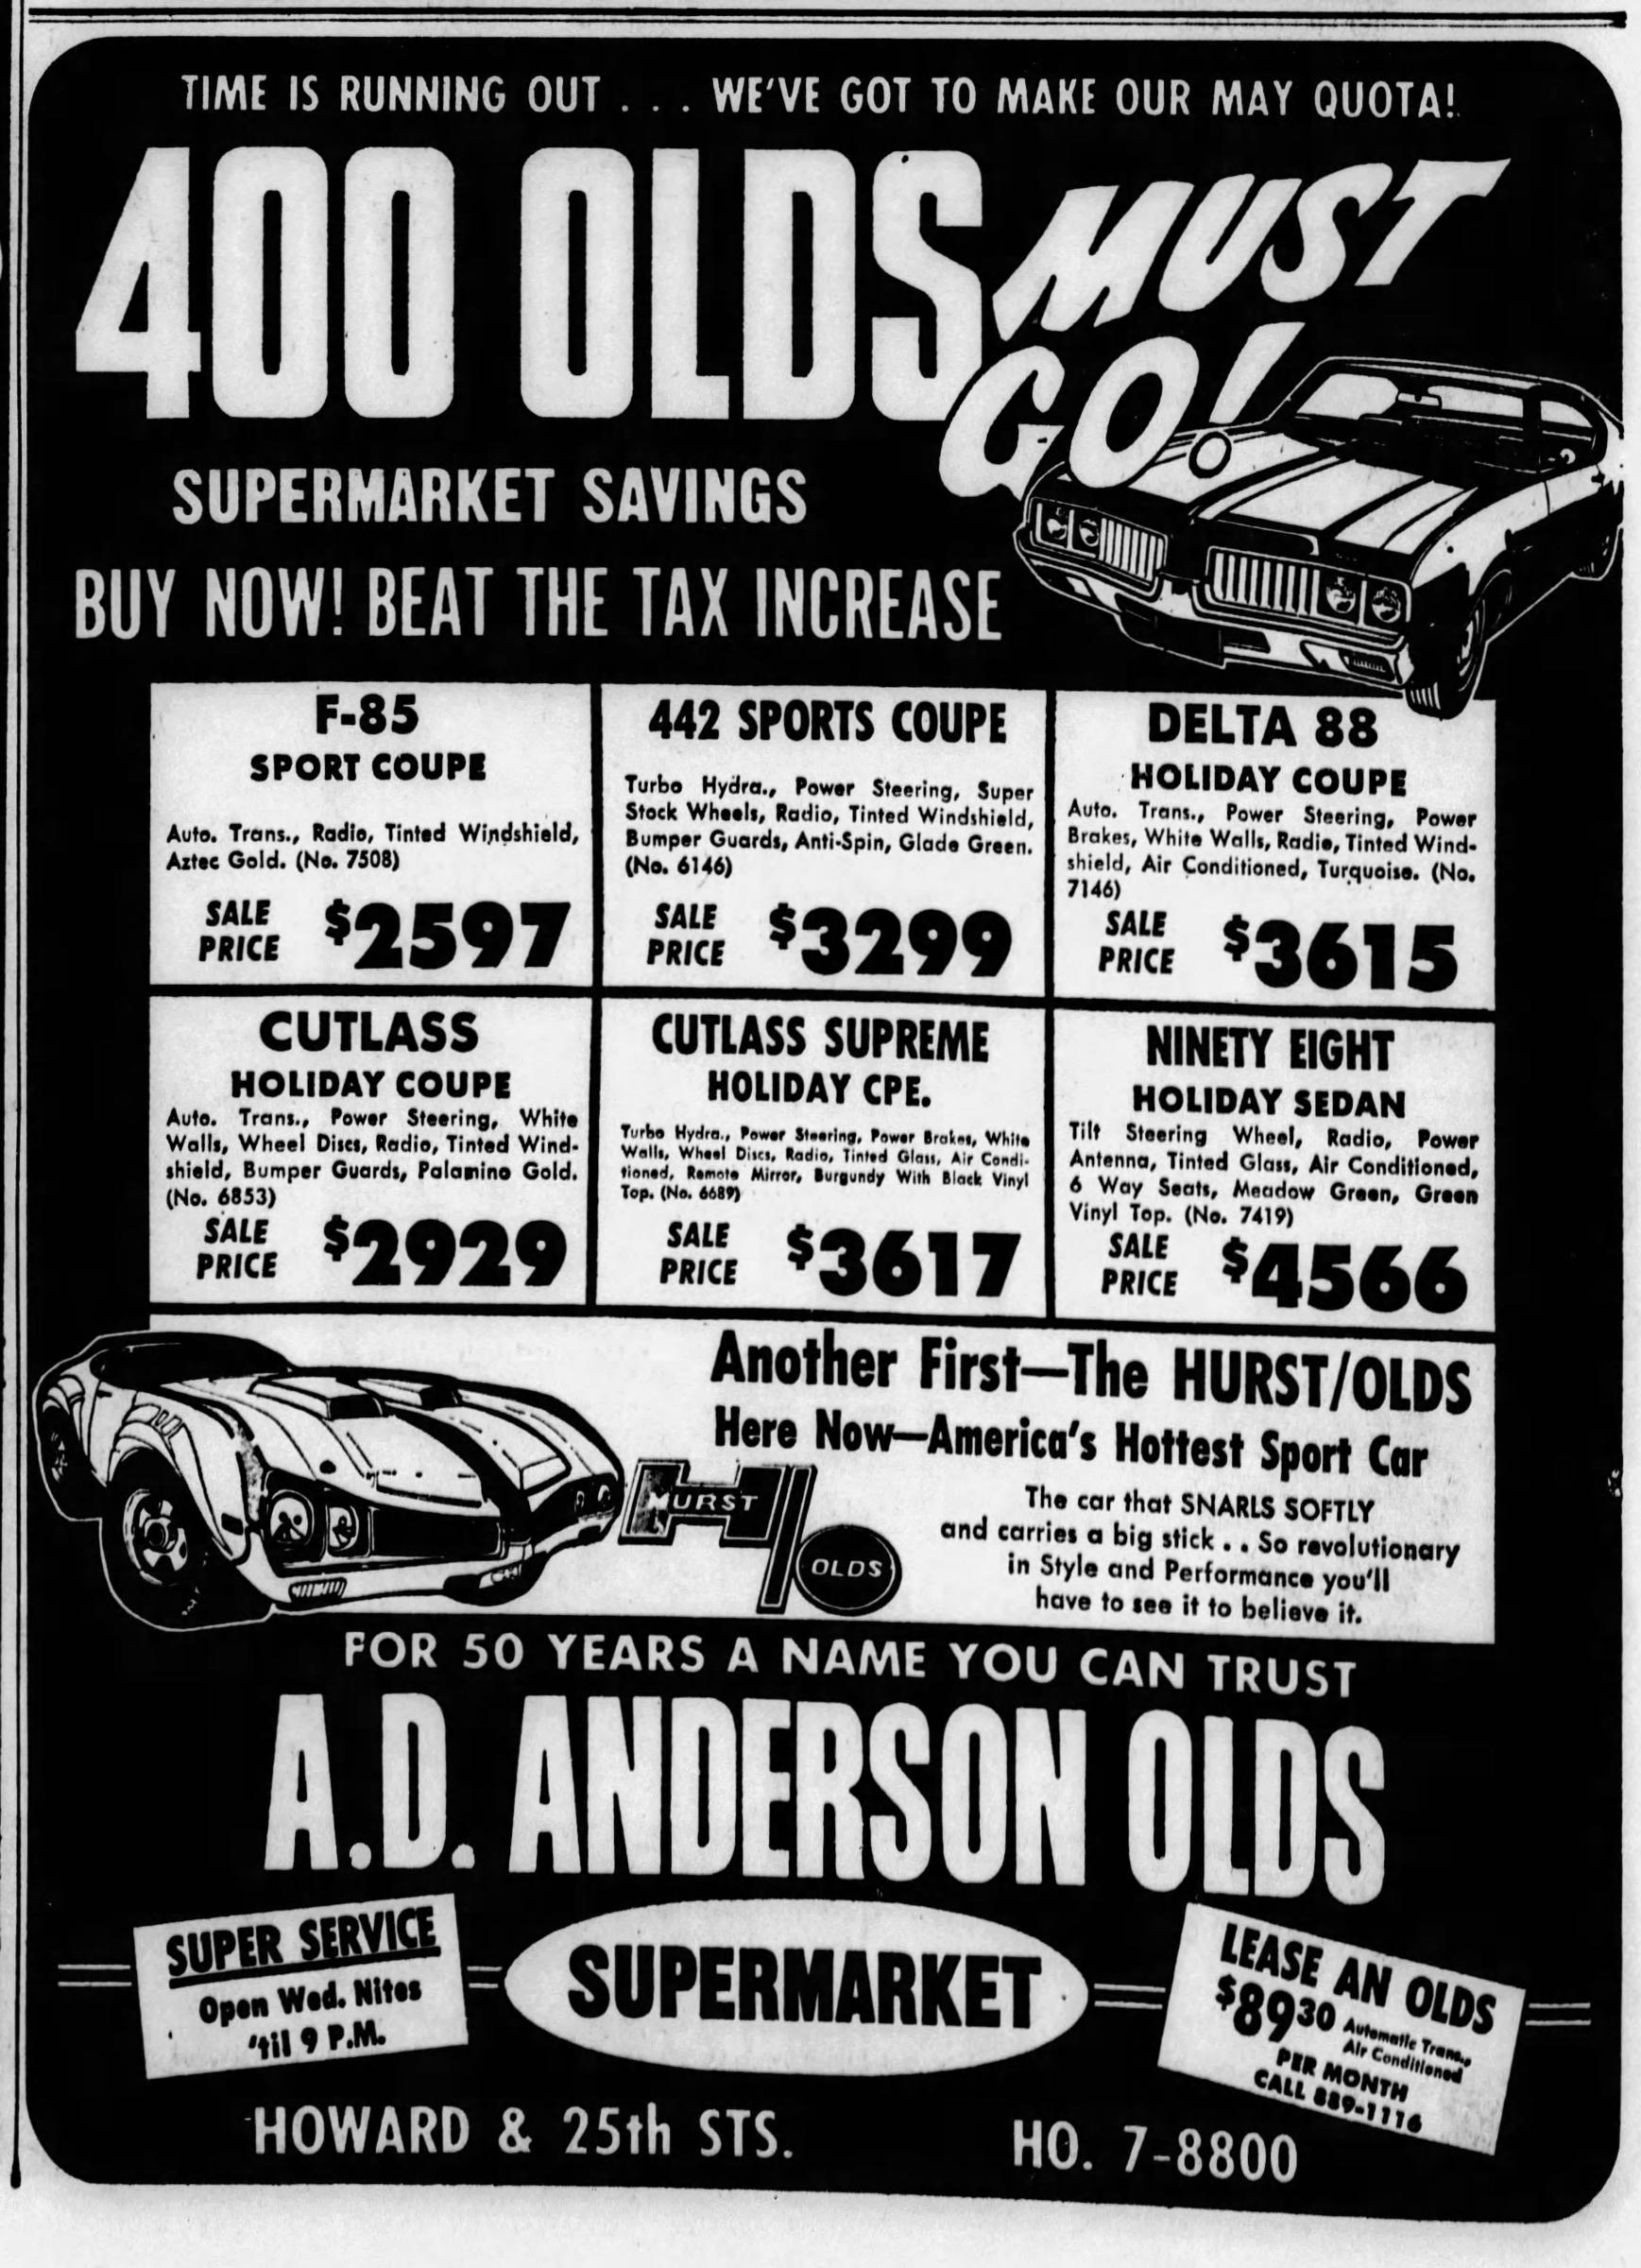 TIME IS RUNNING OUT . . . WE'VE GOT TO MAKE OUR MAY QUOTA!
400 OLDS MUST
GO!
SUPERMARKET SAVINGS
BUY NOW! BEAT THE TAX INCREASE
F-85
SPORT COUPE
Auto. Trans., Radio, Tinted Windshield,
Aztec Gold. (No. 7508)
SALE
PRICE $2597
442 SPORTS COUPE
Turbo Hydra., Power Steering, Super
Stock Wheels, Radio, Tinted Windshield,
Bumper Guards, Anti-Spin, Glade Green.
(No. 6146)
SALE
PRICE $3299
DELTA 88
HOLIDAY COUPE
Auto. Trans., Power Steering, Power
Brakes, White Walls, Radio, Tinted Wind-
shield, Air Conditioned, Turquoise. (No.
7146)
SALE
PRICE $3615
CUTLASS
HOLIDAY COUPE
Auto. Trans., Power Steering, White
Walls, Wheel Discs, Radio, Tinted Wind-
shield, Bumper Guards, Palamino Gold.
(No. 6853)
SALE
PRICE $2929
CUTLASS SUPREME
HOLIDAY CPE.
Turbo Hydra., Power Steering, Power Brakes, White
Walls, Wheel Discs, Radio, Tinted Glass, Air Condi-
tioned, Remote Mirror, Burgundy With Black Vinyl
Top. (No. 6689)
SALE
PRICE $3617
NINETY EIGHT
HOLIDAY SEDAN
Tilt Steering Wheel, Radio, Power
Antenna, Tinted Glass, Air Conditioned,
6 Way Seats, Meadow Green, Green
Vinyl Top. (No. 7419)
SALE
PRICE $4566
Another First—The HURST/OLDS
Here Now—America's Hottest Sport Car
HURST
OLDS
The car that SNARLS SOFTLY
and carries a big stick . . So revolutionary
in Style and Performance you'll
have to see it to believe it.
FOR 50 YEARS A NAME YOU CAN TRUST
A.D. ANDERSON OLDS
SUPER SERVICE
Open Wed. Nites
'til 9 P.M.
SUPERMARKET
LEASE AN OLDS
$89.30 Automatic Trans.,
Air Conditioned
PER MONTH
CALL 889-1116
HOWARD & 25th STS.
HO. 7-8800